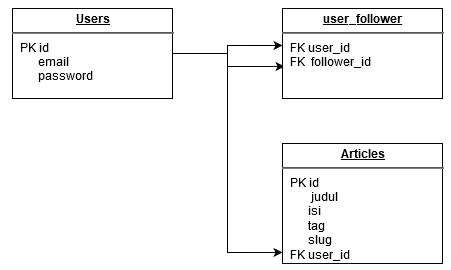 Users
PK id
email
password
user_follower
FK user_id
FK follower_id
Articles
PK id
judul
isi
tag
slug
FK user_id